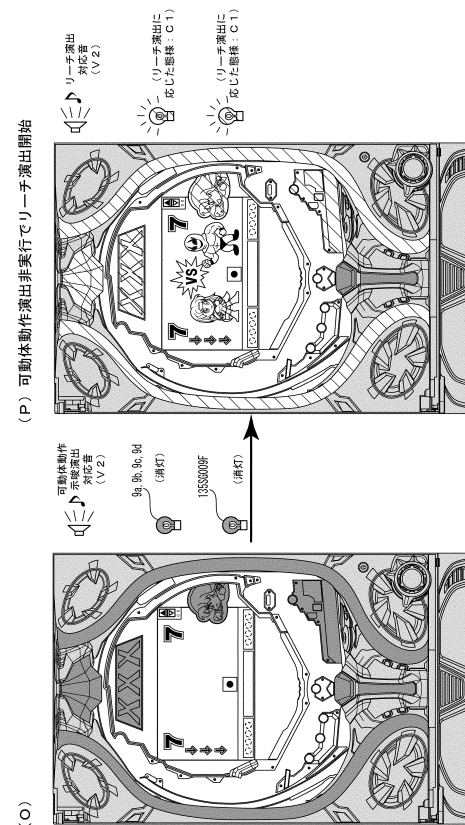 (O)
可動体動作
示唆演出
対応音
(V2)
9a,9b,9c,9d
(消灯)
135SG009F
(消灯)
7
7
(P) 可動体動作演出非実行でリーチ演出開始
リーチ演出
対応音
(V2)
(リーチ演出に
応じた態様:C1)
(リーチ演出に
応じた態様:C1)
7
7
VS